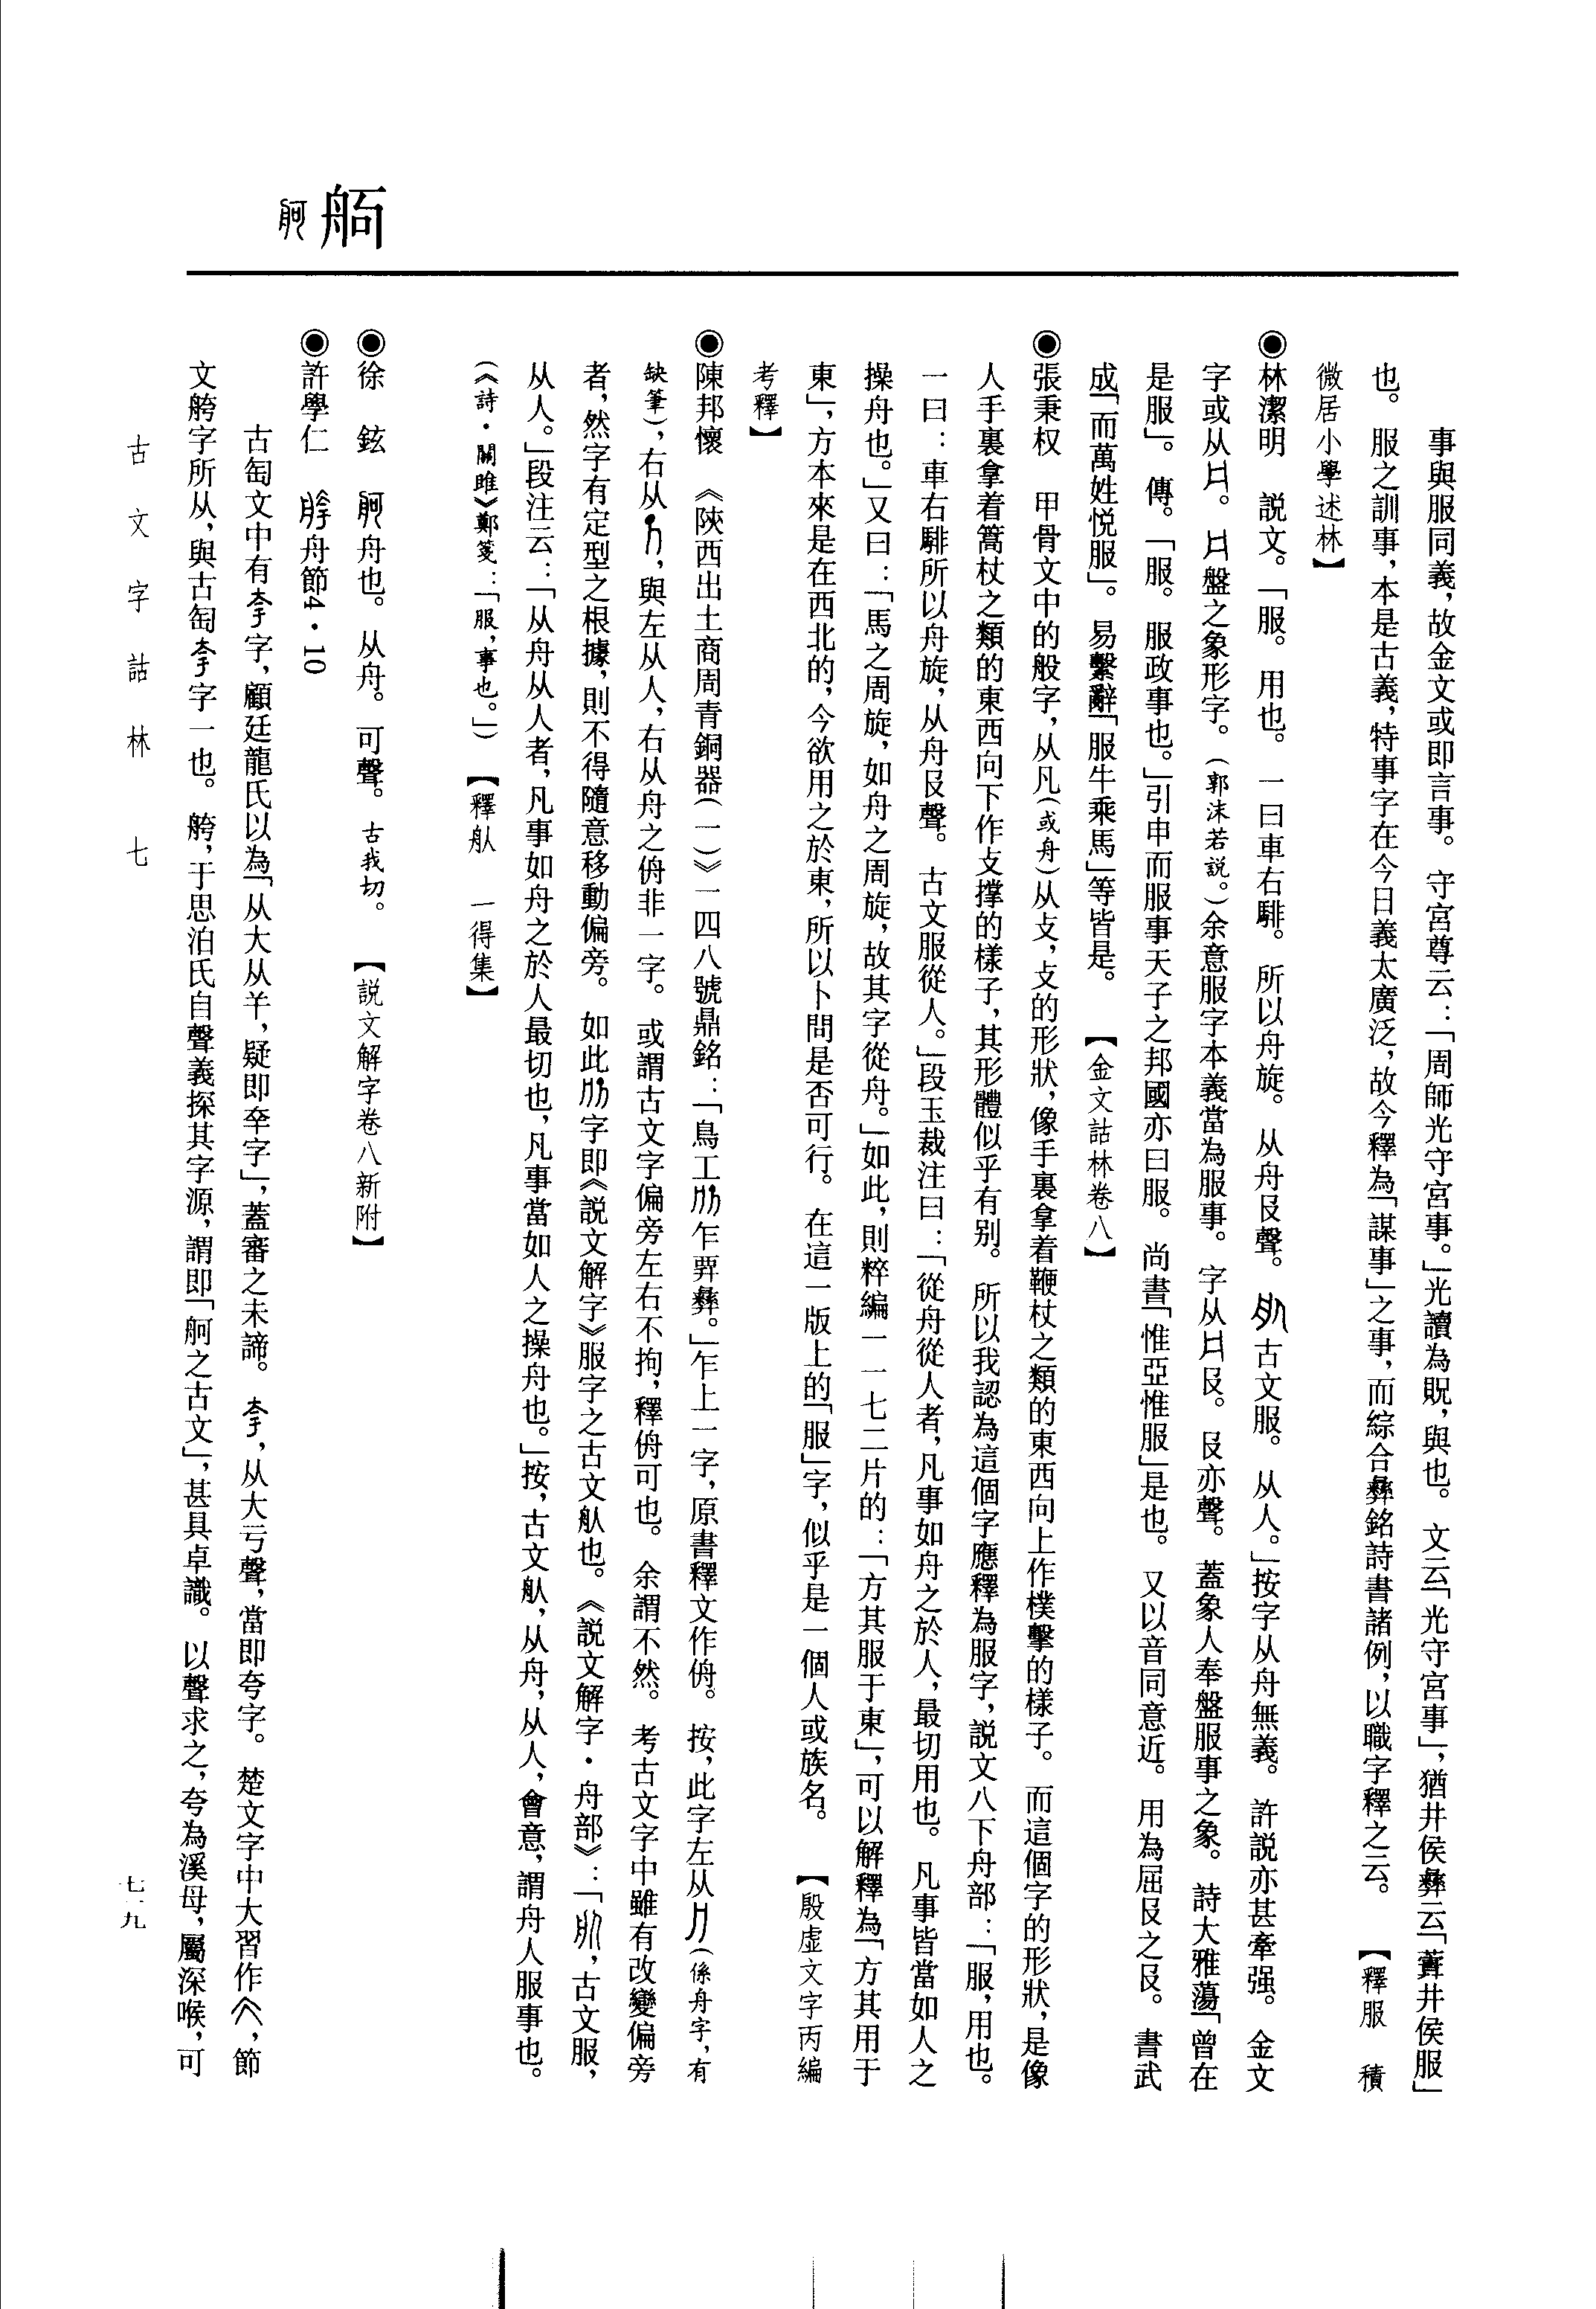 事與服同義，故金文或即言事。守宮尊云：「周師光守宮事。」光讀為貺，與也。文云「光守宮事」，猶井侯彝云「井侯服」
也。服之訓事，本是古義，特事字在今日義太廣泛，故今釋為「謀事」之事，而綜合彝銘詩書諸例，以職字釋之云。【釋服　積
微居小學述林】
◉林潔明　説文。「服。用也。一曰車右騑。所以舟旋。从舟𠬝聲。古文服。从人。」按字从舟無義。許説亦甚牽强。金文
字或从。盤之象形字。（郭沫若説。）余意服字本義當為服事。字从𠬝。𠬝亦聲。蓋象人奉盤服事之象。詩大雅蕩「曾在
是服」。傳。「服。服政事也。」引申而服事天子之邦國亦曰服。尚書「惟亞惟服」是也。又以音同意近。用為屈𠬝之𠬝。書武
成「而萬姓悦服」。易繫辭「服牛乘馬」等皆是。【金文詁林卷八】
◉張秉权　甲骨文中的般字，从凡（或舟）从攴，攴的形狀，像手裏拿着鞭杖之類的東西向上作樸擊的樣子。而這個字的形狀，是像
人手裏拿着篙杖之類的東西向下作攴撐的樣子，其形體似乎有别。所以我認為這個字應釋為服字，説文八下舟部：「服，用也。
一曰：車右騑所以舟旋，从舟𠬝聲。古文服從人。」段玉裁注曰：「從舟從人者，凡事如舟之於人，最切用也。凡事皆當如人之
操舟也。」又曰：「馬之周旋，如舟之周旋，故其字從舟。」如此，則粹編一一七二片的：「方其服于東」，可以解釋為「方其用于
東」，方本來是在西北的，今欲用之於東，所以卜問是否可行。在這一版上的「服」字，似乎是一個人或族名。【殷虚文字丙編
考釋】
◉陳邦懷　《陝西出土商周青銅器（一）》一四八號鼎銘：「鳥工乍彝。」乍上一字，原書釋文作侜。按，此字左从（係舟字，有
缺筆），右从，與左从人，右从舟之侜非一字。或謂古文字偏旁左右不拘，釋侜可也。余謂不然。考古文字中雖有改變偏旁
者，然字有定型之根據，則不得隨意移動偏旁。如此字即《説文解字》服字之古文舤也。《説文解字·舟部》：「，古文服，
从人。」段注云：「从舟从人者，凡事如舟之於人最切也，凡事當如人之操舟也。」按，古文舤，从舟，从人，會意，謂舟人服事也。
（《詩·關雎》鄭箋：「服，事也。」）【釋舤　一得集】
舸
◉徐　鉉　舟也。从舟。可聲。古我切。【説文解字卷八新附】
◉許學仁　舟節4·10
古匋文中有字，顧廷龍氏以為「从大从羊，疑即㚔字」，蓋審之未諦。，从大亏聲，當即夸字。楚文字中大習作，節
文舿字所从，與古匋字一也。舿，于思泊氏自聲義探其字源，謂即「舸之古文」，甚具卓識。以聲求之，夸為溪母，屬深喉，可
古文字詁林　七
七一九